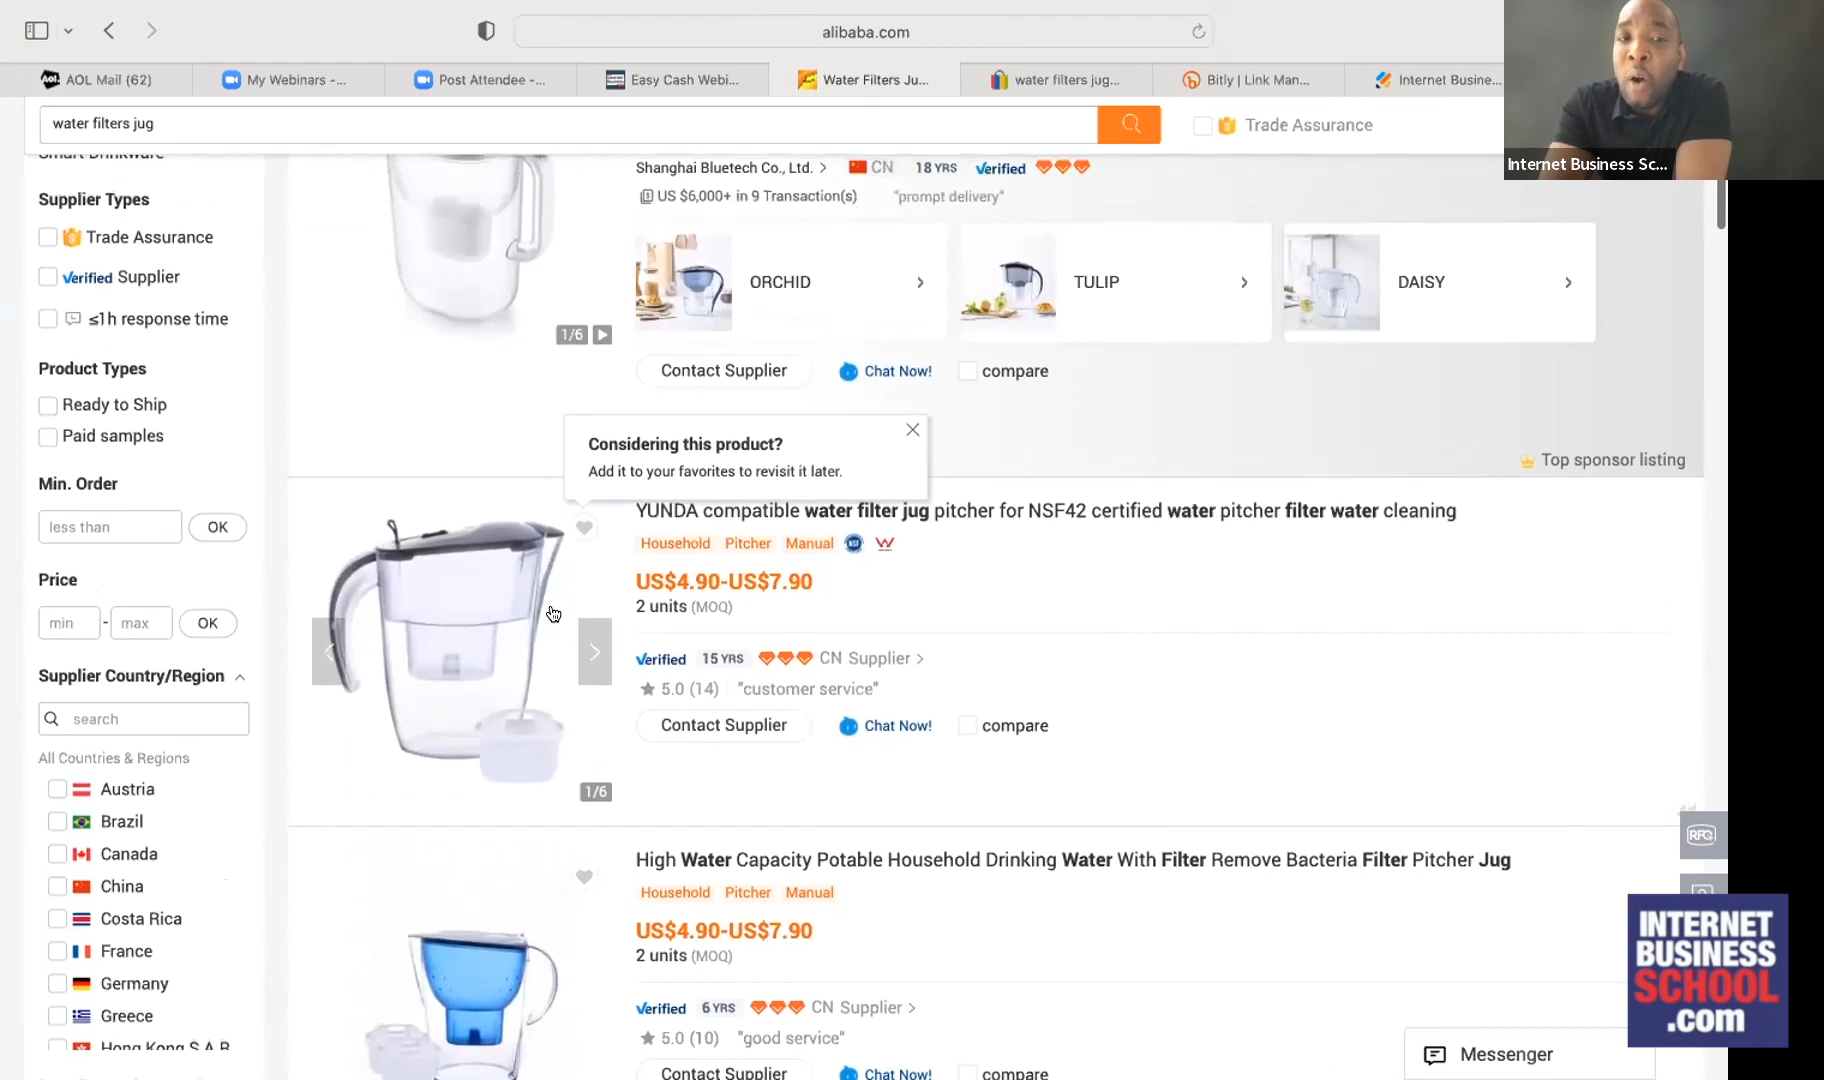 alibaba.com
AOL Mail (62)
My Webinars -...
Post Attendee -...
Easy Cash Webi...
Water Filters Ju...
water filters jug...
Bitly | Link Man...
Internet Busine...
Internet Business Sc...
water filters jug
Trade Assurance
Smart Drinkware
Supplier Types
Trade Assurance
Verified Supplier
≤1h response time
Product Types
Ready to Ship
Paid samples
Min. Order
less than
OK
Price
min - max
OK
Supplier Country/Region
search
All Countries & Regions
Austria
Brazil
Canada
China
Costa Rica
France
Germany
Greece
Hong Kong S.A.R
Shanghai Bluetech Co., Ltd. > CN 18 YRS Verified
US $6,000+ in 9 Transaction(s) "prompt delivery"
ORCHID
TULIP
DAISY
1/6
Contact Supplier
Chat Now!
compare
Considering this product?
Add it to your favorites to revisit it later.
Top sponsor listing
YUNDA compatible water filter jug pitcher for NSF42 certified water pitcher filter water cleaning
Household Pitcher Manual NSF
US$4.90-US$7.90
2 units (MOQ)
Verified 15 YRS CN Supplier >
5.0 (14) "customer service"
Contact Supplier
Chat Now!
compare
1/6
High Water Capacity Potable Household Drinking Water With Filter Remove Bacteria Filter Pitcher Jug
Household Pitcher Manual
US$4.90-US$7.90
2 units (MOQ)
Verified 6 YRS CN Supplier >
5.0 (10) "good service"
Contact Supplier
Chat Now!
compare
RFQ
Messenger
INTERNET
BUSINESS
SCHOOL
.com